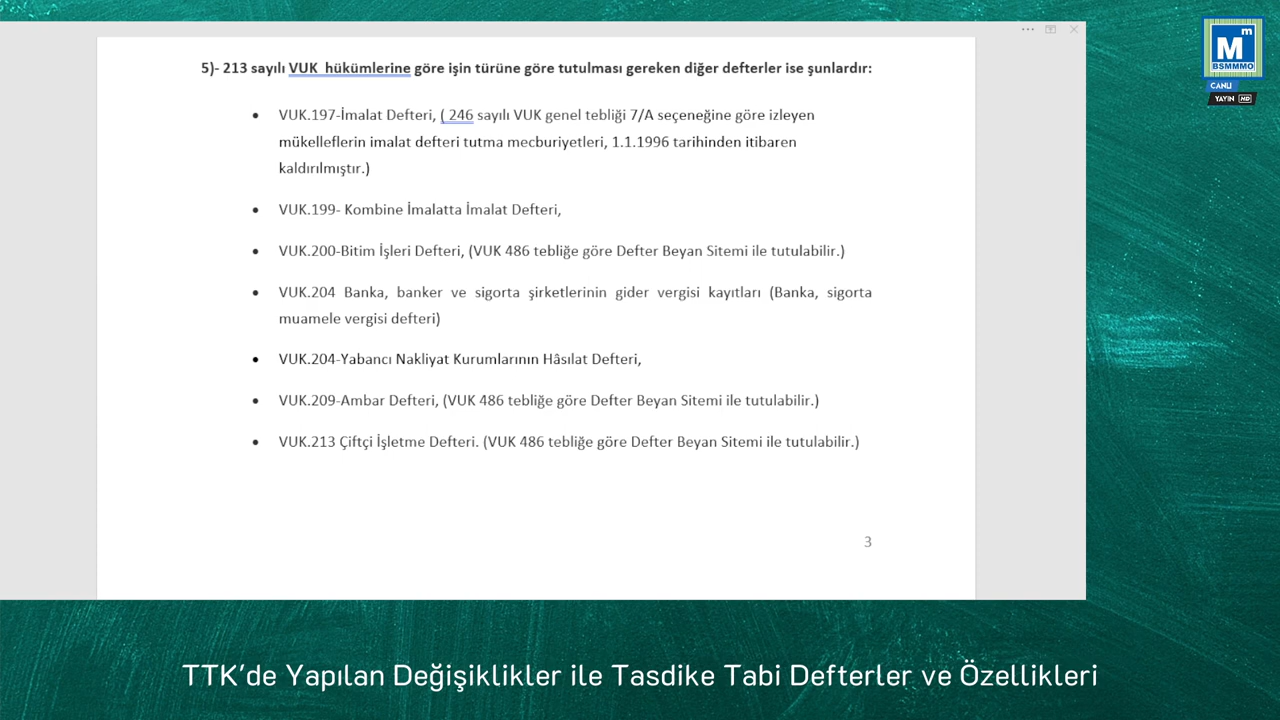 5)- 213 sayılı VUK hükümlerine göre işin türüne göre tutulması gereken diğer defterler ise şunlardır:
• VUK.197-İmalat Defteri, ( 246 sayılı VUK genel tebliği 7/A seçeneğine göre izleyen
mükelleflerin imalat defteri tutma mecburiyetleri, 1.1.1996 tarihinden itibaren
kaldırılmıştır.)
• VUK.199- Kombine İmalatta İmalat Defteri,
• VUK.200-Bitim İşleri Defteri, (VUK 486 tebliğe göre Defter Beyan Sitemi ile tutulabilir.)
• VUK.204 Banka, banker ve sigorta şirketlerinin gider vergisi kayıtları (Banka, sigorta
muamele vergisi defteri)
• VUK.204-Yabancı Nakliyat Kurumlarının Hâsılat Defteri,
• VUK.209-Ambar Defteri, (VUK 486 tebliğe göre Defter Beyan Sitemi ile tutulabilir.)
• VUK.213 Çiftçi İşletme Defteri. (VUK 486 tebliğe göre Defter Beyan Sitemi ile tutulabilir.)
3
M m
BSMMMO
CANLI
YAYIN HD
TTK'de Yapılan Değişiklikler ile Tasdike Tabi Defterler ve Özellikleri